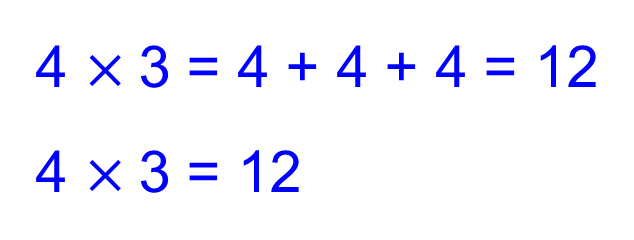 4 × 3 = 4 + 4 + 4 = 12
4 × 3 = 12